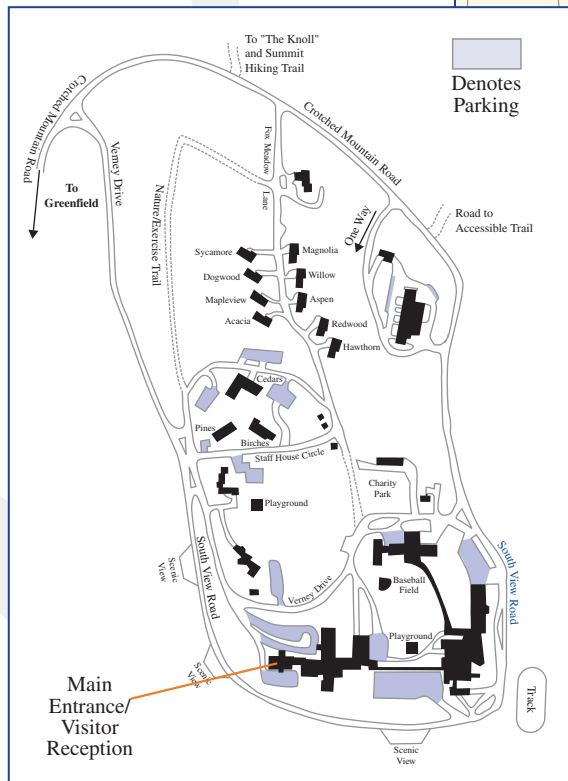 To "The Knoll"
and Summit
Hiking Trail
Denotes
Parking
Crotched Mountain Road
Crotched Mountain Road
Verney Drive
To
Greenfield
Nature/Exercise Trail
Fox Meadow
Lane
One Way
Road to
Accessible Trail
Sycamore
Magnolia
Dogwood
Willow
Mapleview
Aspen
Acacia
Redwood
Hawthorn
Cedars
Pines
Birches
Staff House Circle
Charity
Park
Playground
South View Road
Scenic
View
South View Road
Baseball
Field
Verney Drive
Playground
Scenic
View
Main
Entrance/
Visitor
Reception
Track
Scenic
View